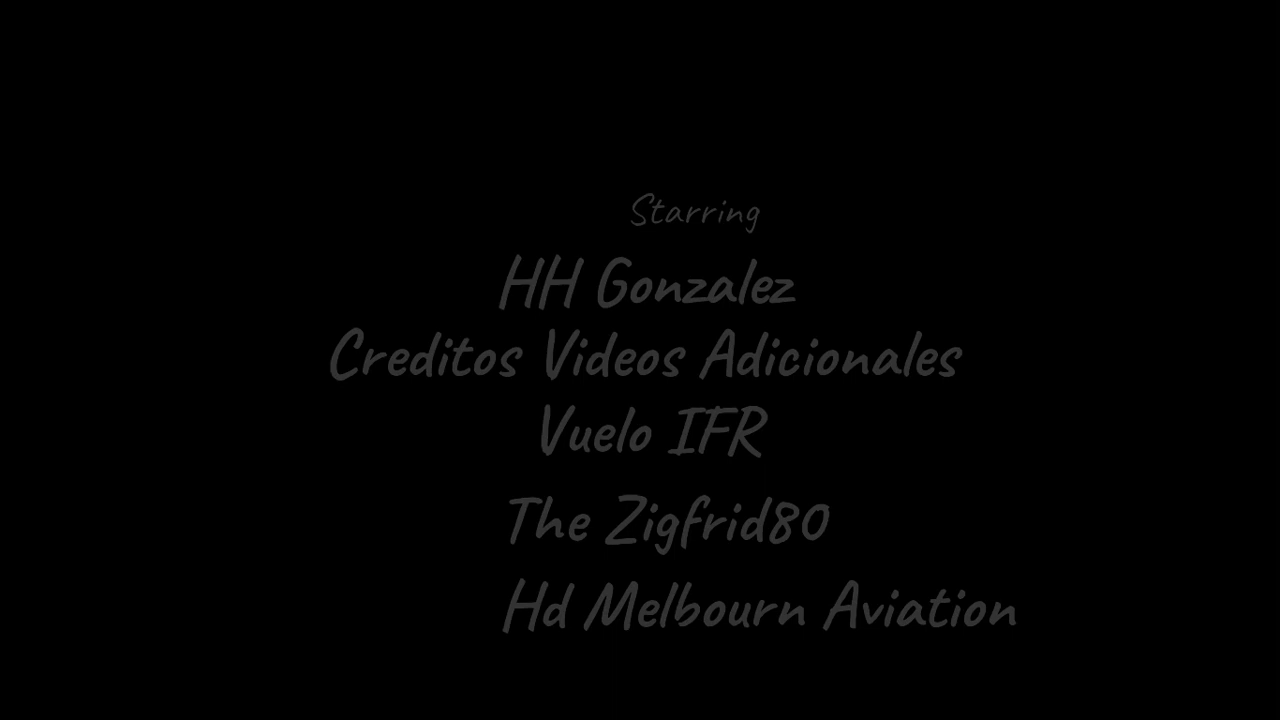 Starring
HH Gonzalez
Creditos Videos Adicionales
Vuelo IFR
The Zigfrid80
Hd Melbourn Aviation